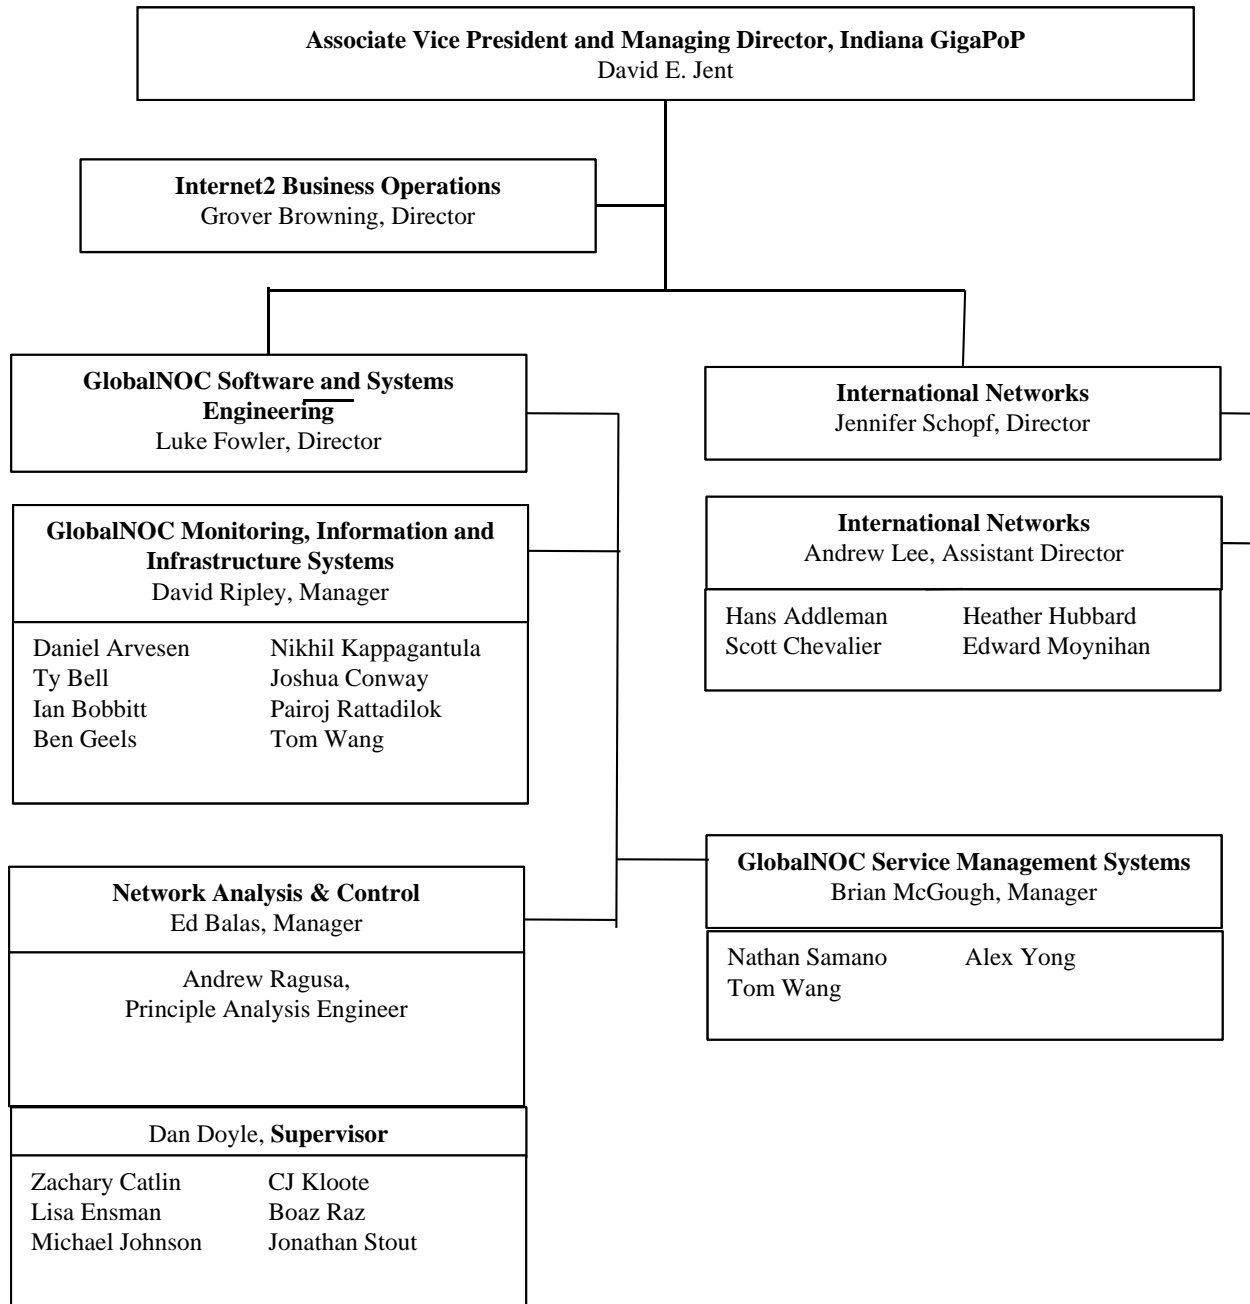 Associate Vice President and Managing Director, Indiana GigaPoP
David E. Jent
Internet2 Business Operations
Grover Browning, Director
GlobalNOC Software and Systems
Engineering
Luke Fowler, Director
International Networks
Jennifer Schopf, Director
GlobalNOC Monitoring, Information and
Infrastructure Systems
David Ripley, Manager
Daniel Arvesen
Nikhil Kappagantula
Ty Bell
Joshua Conway
Ian Bobbitt
Pairoj Rattadilok
Ben Geels
Tom Wang
International Networks
Andrew Lee, Assistant Director
Hans Addleman
Heather Hubbard
Scott Chevalier
Edward Moynihan
Network Analysis & Control
Ed Balas, Manager
Andrew Ragusa,
Principle Analysis Engineer
Dan Doyle, Supervisor
Zachary Catlin
CJ Kloote
Lisa Ensman
Boaz Raz
Michael Johnson
Jonathan Stout
GlobalNOC Service Management Systems
Brian McGough, Manager
Nathan Samano
Alex Yong
Tom Wang